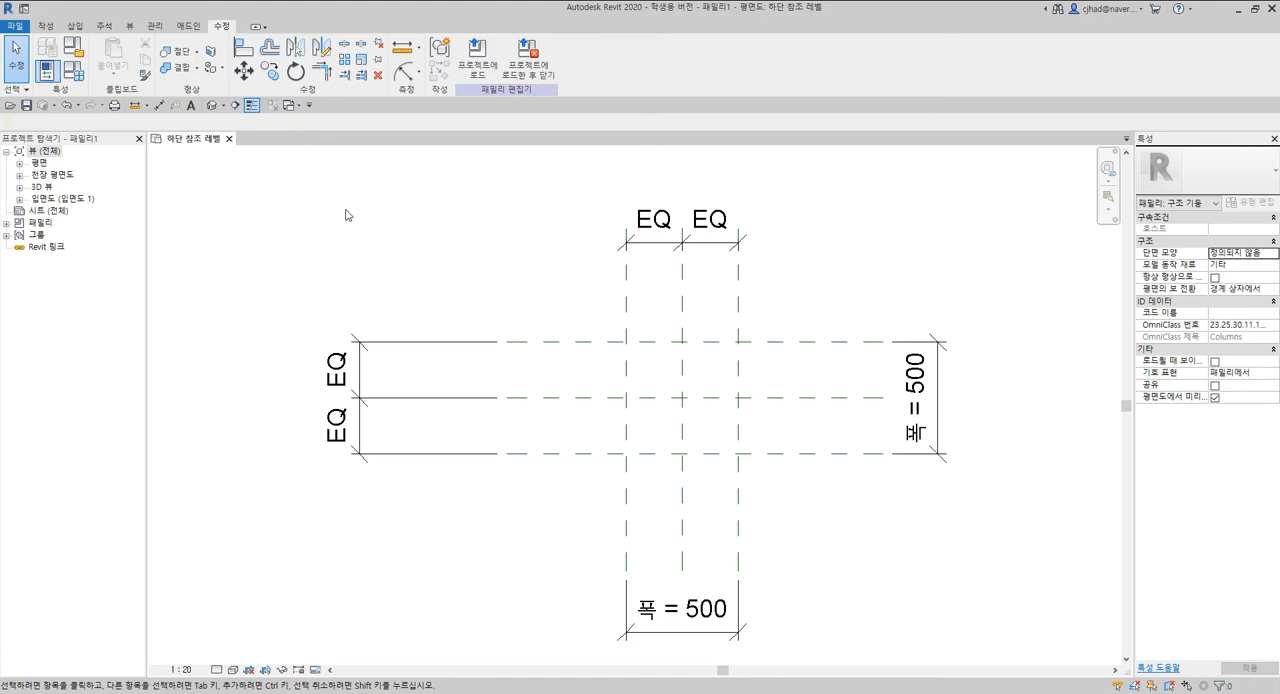 Autodesk Revit 2020 - 학생용 버전 - 패밀리1 - 평면도: 하단 참조 레벨
cjhad@naver....
파일 작성 삽입 주석 뷰 관리 애드인 수정
수정
붙여넣기
절단
결합
프로젝트에 로드
프로젝트에 로드한 후 닫기
선택 특성 클립보드 형상 수정 측정 작성 패밀리 편집기
프로젝트 탐색기 - 패밀리1
하단 참조 레벨
특성
뷰 (전체)
평면
천장 평면도
3D 뷰
입면도 (입면도 1)
시트 (전체)
패밀리
그룹
Revit 링크
EQ EQ
EQ
EQ
폭 = 500
폭 = 500
패밀리: 구조 기둥
유형 편집
구속조건
호스트
구조
단면 모양 정의되지 않음
모델 동작 재료 기타
항상 형상으로 ...
평면의 보 전환 경계 상자에서
ID 데이터
코드 이름
OmniClass 번호 23.25.30.11.1...
OmniClass 제목 Columns
기타
로드될 때 보이...
기호 표현 패밀리에서
공유
평면도에서 미리...
특성 도움말
적용
1 : 20
선택하려면 항목을 클릭하고, 다른 항목을 선택하려면 Tab 키, 추가하려면 Ctrl 키, 선택 취소하려면 Shift 키를 누르십시오.
:0